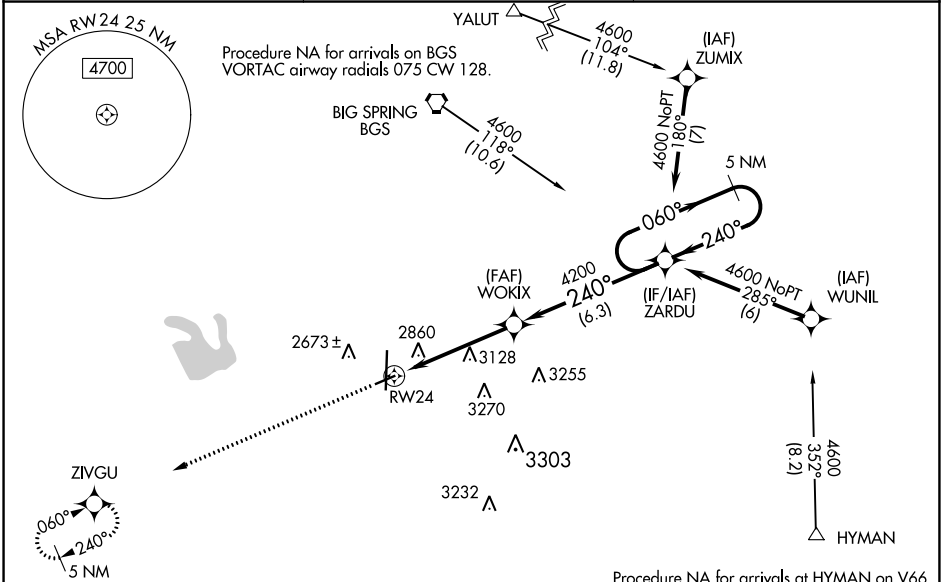 MSA RW24 25 NM
4700
Procedure NA for arrivals on BGS
VORTAC airway radials 075 CW 128.
YALUT
4600
104°
(11.8)
(IAF)
ZUMIX
BIG SPRING
BGS
4600
118°
(10.6)
4600 NoPT
180°
(7)
5 NM
060°
240°
(FAF)
WOKIX
4200
240°
(6.3)
(IF/IAF)
ZARDU
4600 NoPT
285°
(6)
(IAF)
WUNIL
2673±
2860
3128
3255
RW24
3270
3303
3232
4600
352°
(8.2)
ZIVGU
060°
240°
5 NM
HYMAN
Procedure NA for arrivals at HYMAN on V66